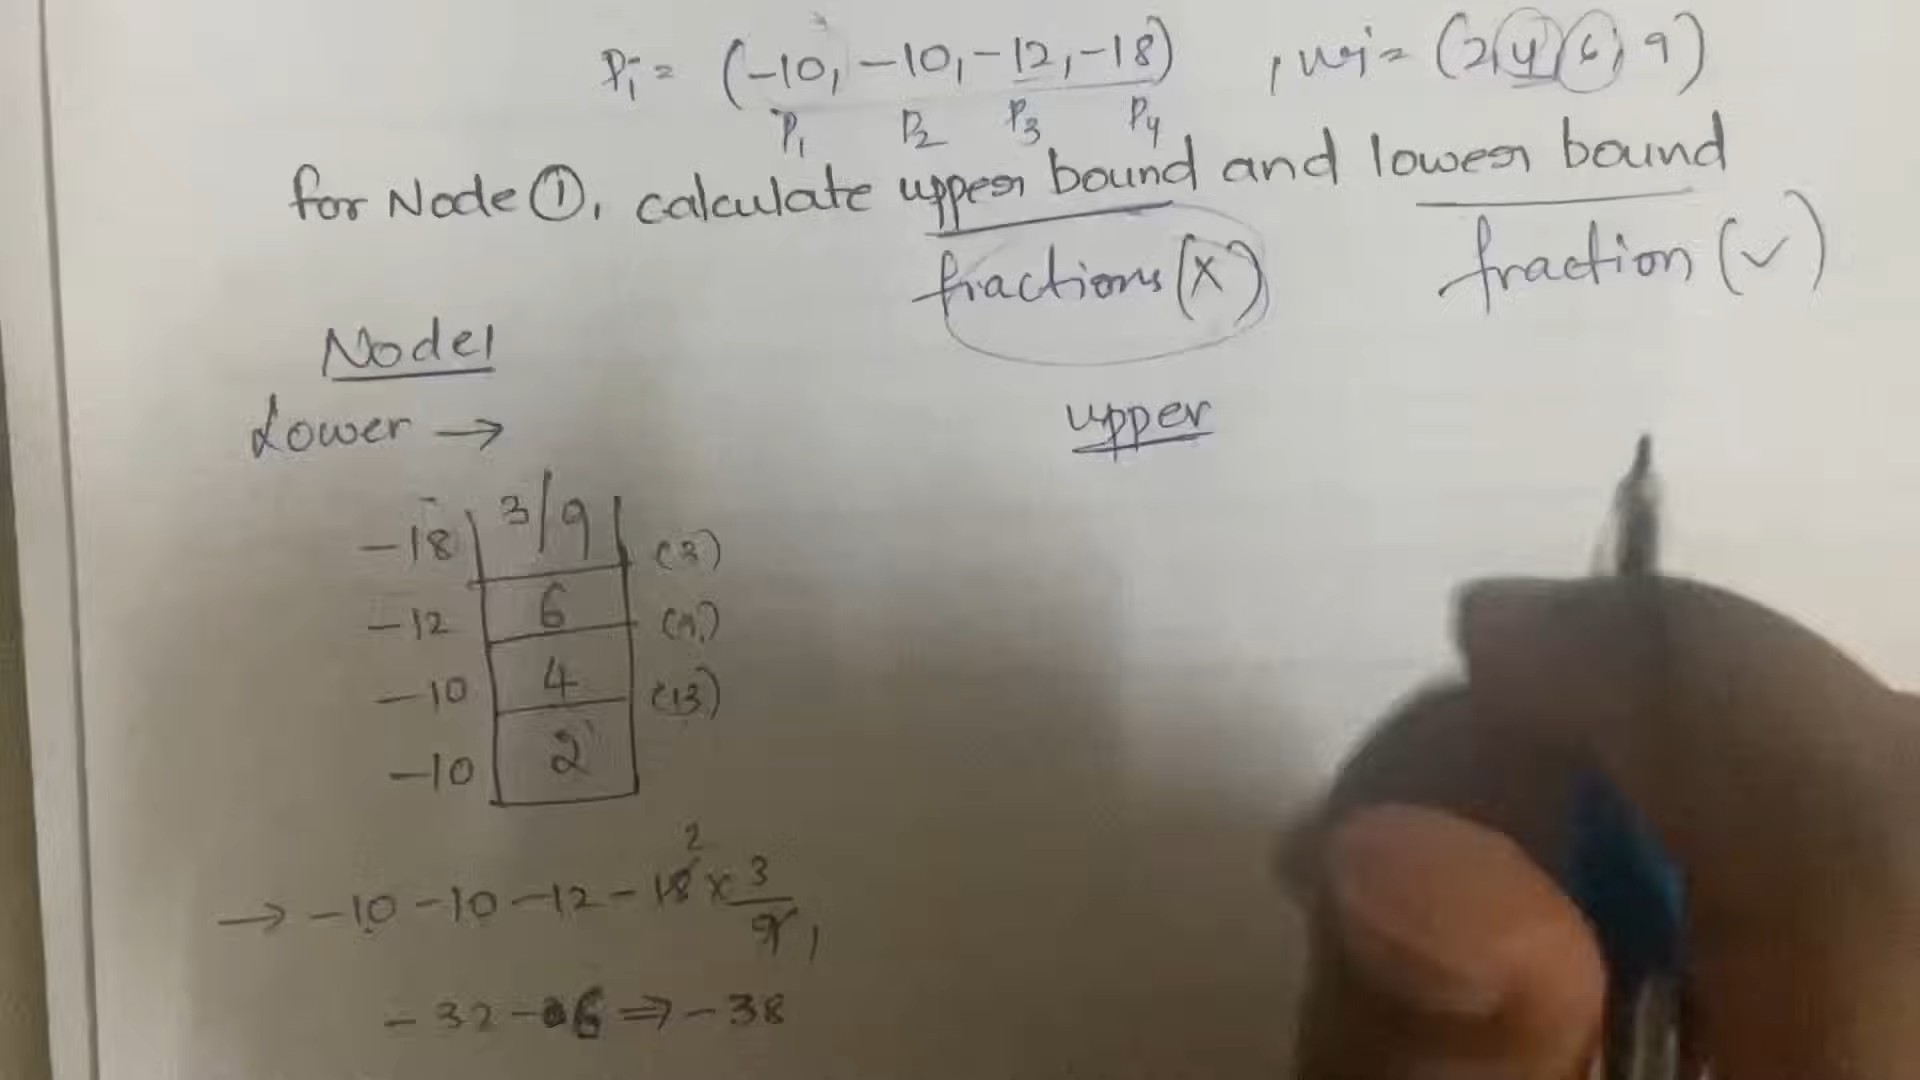 Pi = (-10, -10, -12, -18) , wi = (2, 4, 6, 9)
P1 P2 P3 P4
for Node ①, calculate upper bound and lower bound
fractions (x) fraction (✓)
Node1
Lower → upper
-18 3/9 (3)
-12 6
-10 4 (13)
-10 2
→ -10 -10 -12 - 18 x 3/9
2 1
-32 - 6 ⇒ -38